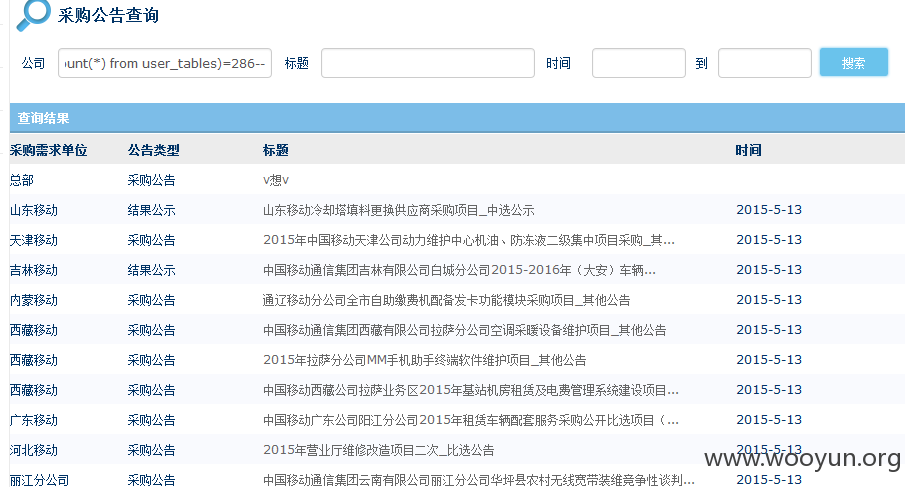 采购公告查询
公司 ount(*) from user_tables)=286-- 标题 时间 到 搜索
查询结果
采购需求单位 公告类型 标题 时间
总部 采购公告 v想v
山东移动 结果公示 山东移动冷却塔填料更换供应商采购项目_中选公示 2015-5-13
天津移动 采购公告 2015年中国移动天津公司动力维护中心机油、防冻液二级集中项目采购_其... 2015-5-13
吉林移动 结果公示 中国移动通信集团吉林有限公司白城分公司2015-2016年（大安）车辆... 2015-5-13
内蒙移动 采购公告 通辽移动分公司全市自助缴费机配备发卡功能模块采购项目_其他公告 2015-5-13
西藏移动 采购公告 中国移动通信集团西藏有限公司拉萨分公司空调采暖设备维护项目_其他公告 2015-5-13
西藏移动 采购公告 2015年拉萨分公司MM手机助手终端软件维护项目_其他公告 2015-5-13
西藏移动 采购公告 中国移动西藏公司拉萨业务区2015年基站机房租赁及电费管理系统建设项目... 2015-5-13
广东移动 采购公告 中国移动广东公司阳江分公司2015年租赁车辆配套服务采购公开比选项目（... 2015-5-13
河北移动 采购公告 2015年营业厅维修改造项目二次_比选公告 2015-5-13
丽江分公司 采购公告 中国移动通信集团云南有限公司丽江分公司华坪县农村无线宽带装维竞争性谈判... 2015-5-13
www.wooyun.org